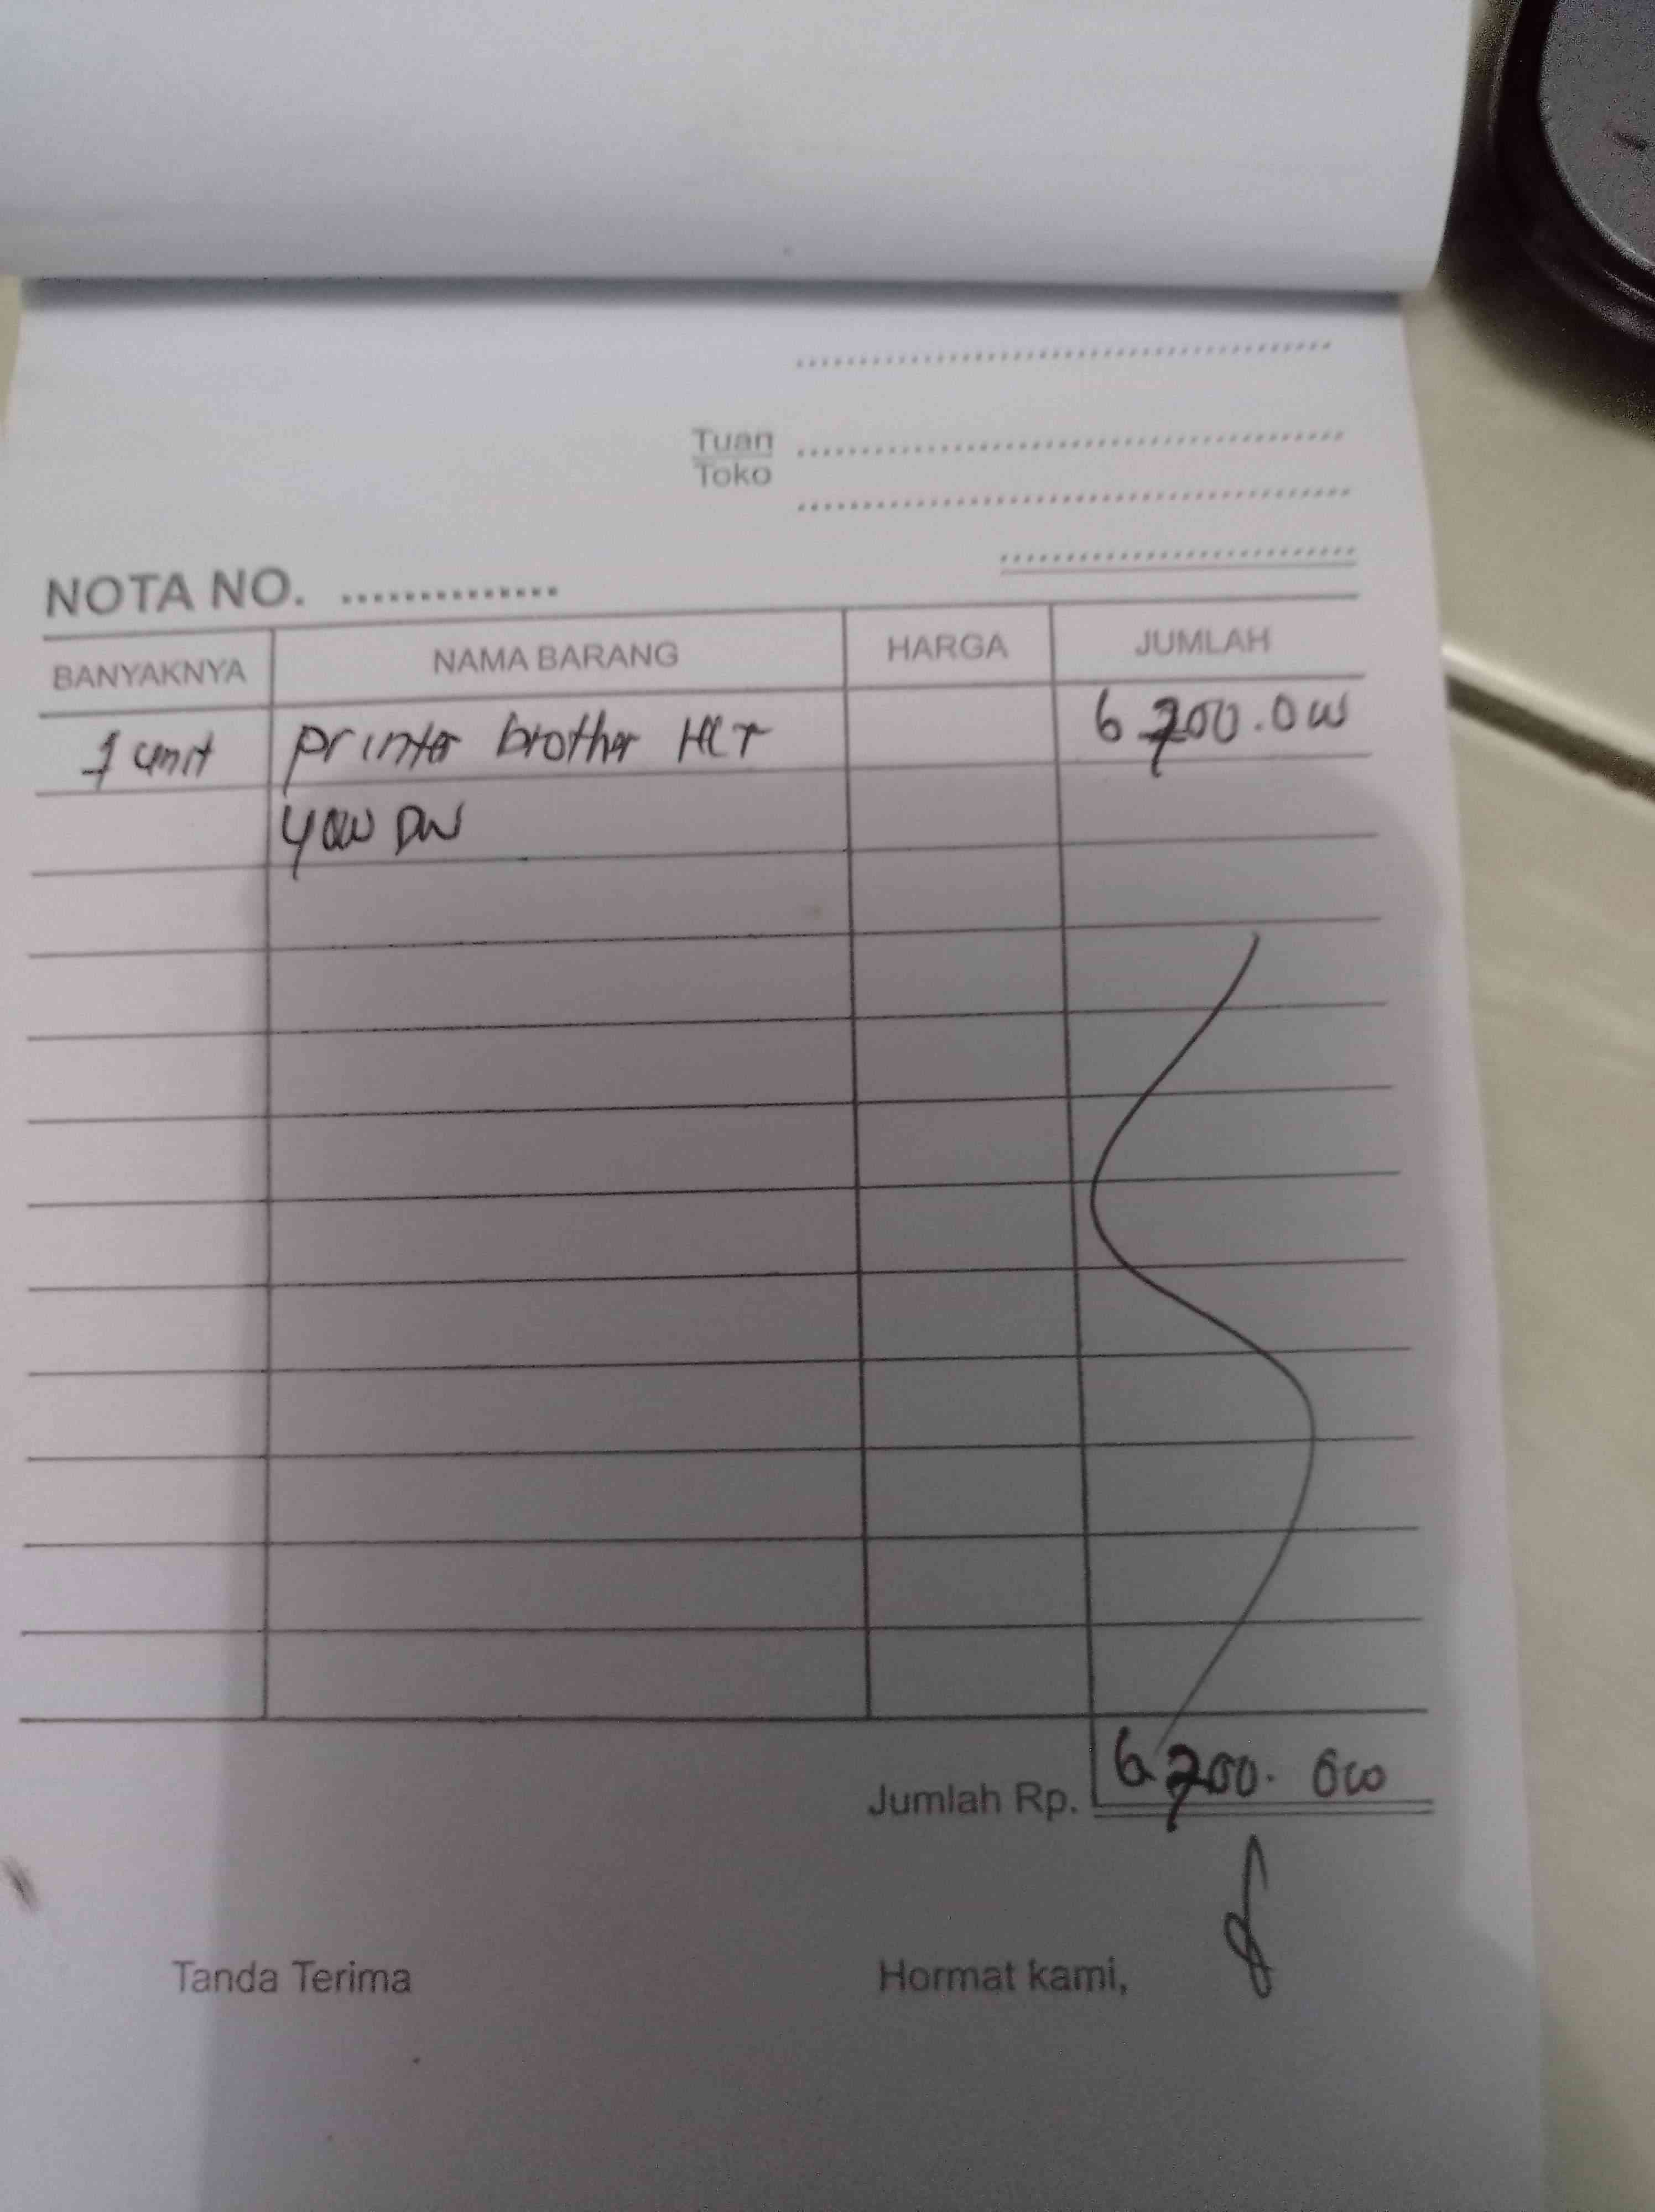 Tuan
Toko
NOTA NO. ..............
BANYAKNYA NAMA BARANG HARGA JUMLAH
1 unit printer brother HLT 6.700.000
4000 DW
Jumlah Rp. 6.700.000
Tanda Terima Hormat kami,